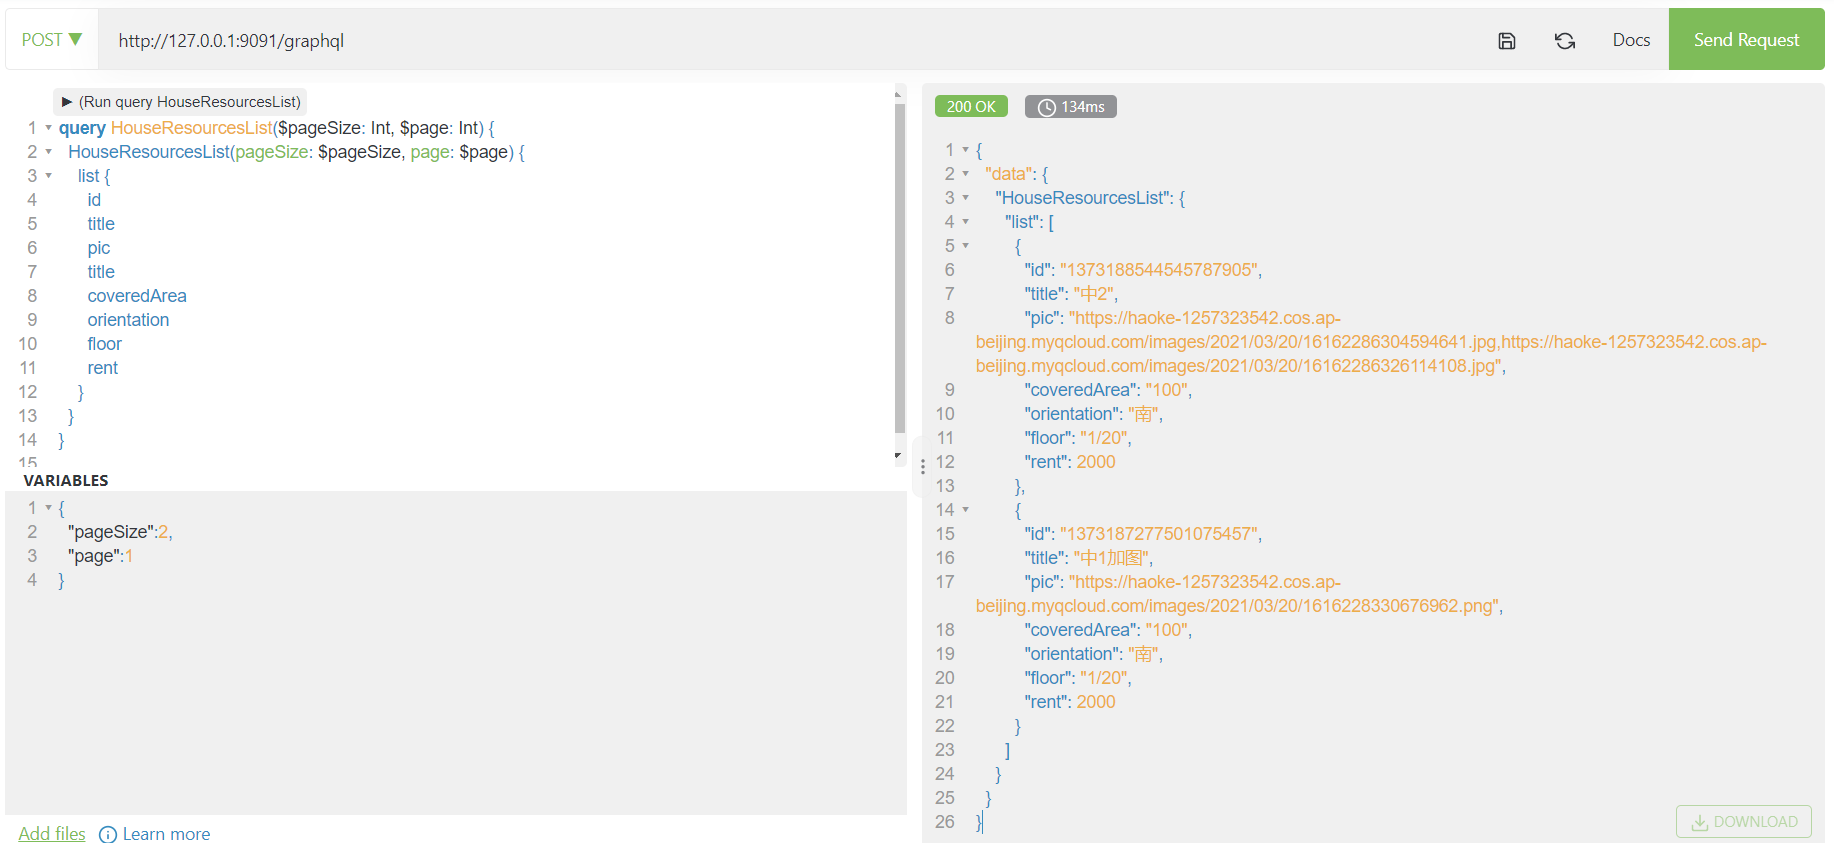 POST ▼ http://127.0.0.1:9091/graphql Docs Send Request
▶ (Run query HouseResourcesList)
1 query HouseResourcesList($pageSize: Int, $page: Int) {
2 HouseResourcesList(pageSize: $pageSize, page: $page) {
3 list {
4 id
5 title
6 pic
7 title
8 coveredArea
9 orientation
10 floor
11 rent
12 }
13 }
14 }
15
VARIABLES
1 {
2 "pageSize":2,
3 "page":1
4 }
Add files Learn more
200 OK 134ms
1 {
2 "data": {
3 "HouseResourcesList": {
4 "list": [
5 {
6 "id": "1373188544545787905",
7 "title": "中2",
8 "pic": "https://haoke-1257323542.cos.ap-
beijing.myqcloud.com/images/2021/03/20/16162286304594641.jpg,https://haoke-1257323542.cos.ap-
beijing.myqcloud.com/images/2021/03/20/16162286326114108.jpg",
9 "coveredArea": "100",
10 "orientation": "南",
11 "floor": "1/20",
12 "rent": 2000
13 },
14 {
15 "id": "1373187277501075457",
16 "title": "中1加图",
17 "pic": "https://haoke-1257323542.cos.ap-
beijing.myqcloud.com/images/2021/03/20/1616228330676962.png",
18 "coveredArea": "100",
19 "orientation": "南",
20 "floor": "1/20",
21 "rent": 2000
22 }
23 ]
24 }
25 }
26 }
DOWNLOAD